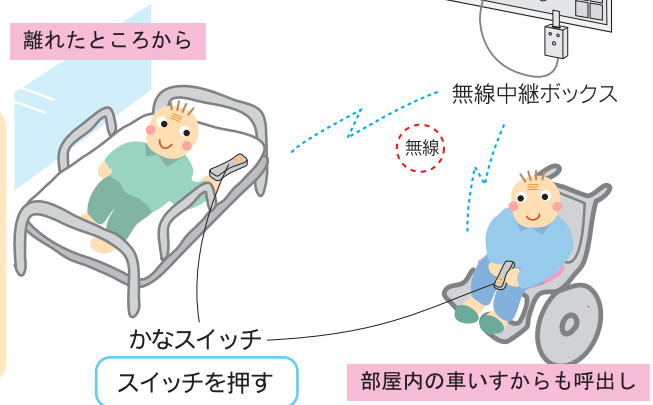 離れたところから
無線中継ボックス
無線
かなスイッチ
スイッチを押す
部屋内の車いすからも呼出し